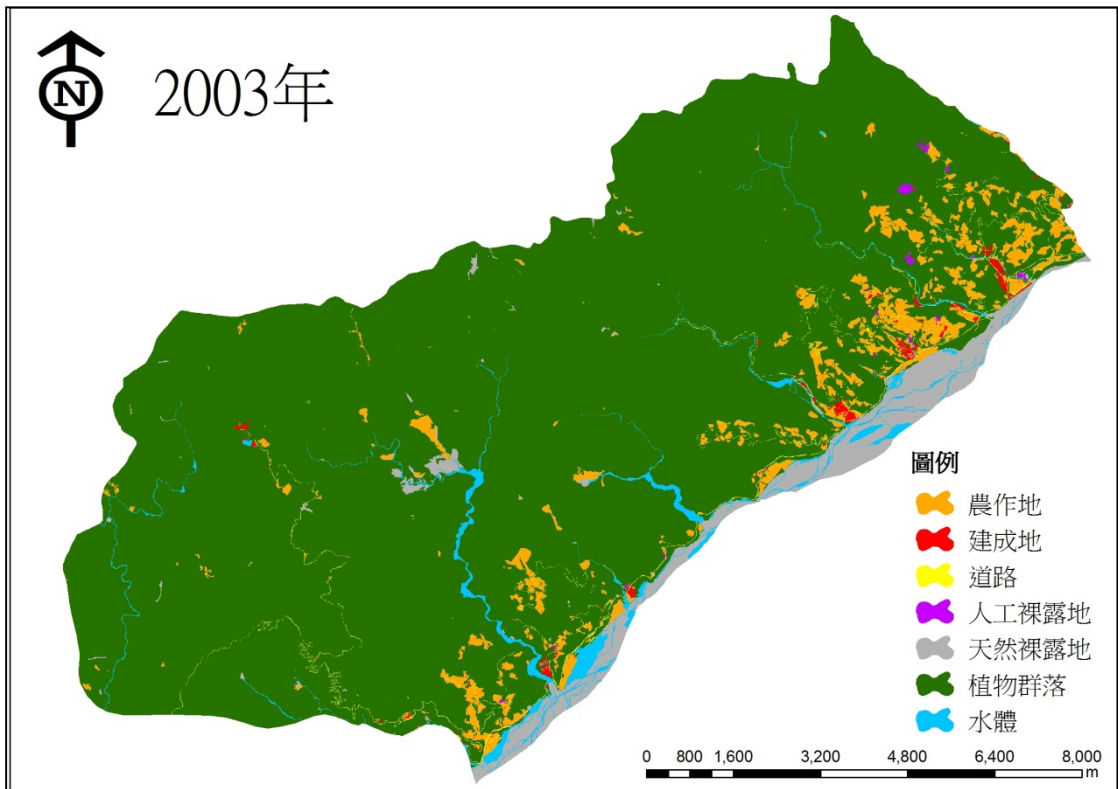 N
2003年
圖例
農作地
建成地
道路
人工裸露地
天然裸露地
植物群落
水體
0 800 1,600 3,200 4,800 6,400 8,000
m